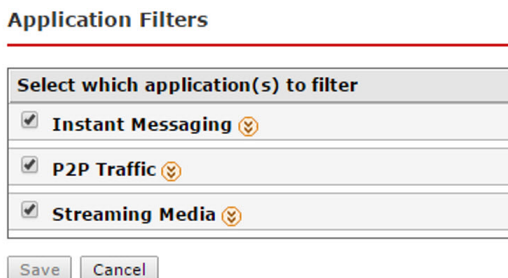 Application Filters
Select which application(s) to filter
Instant Messaging
P2P Traffic
Streaming Media
Save Cancel